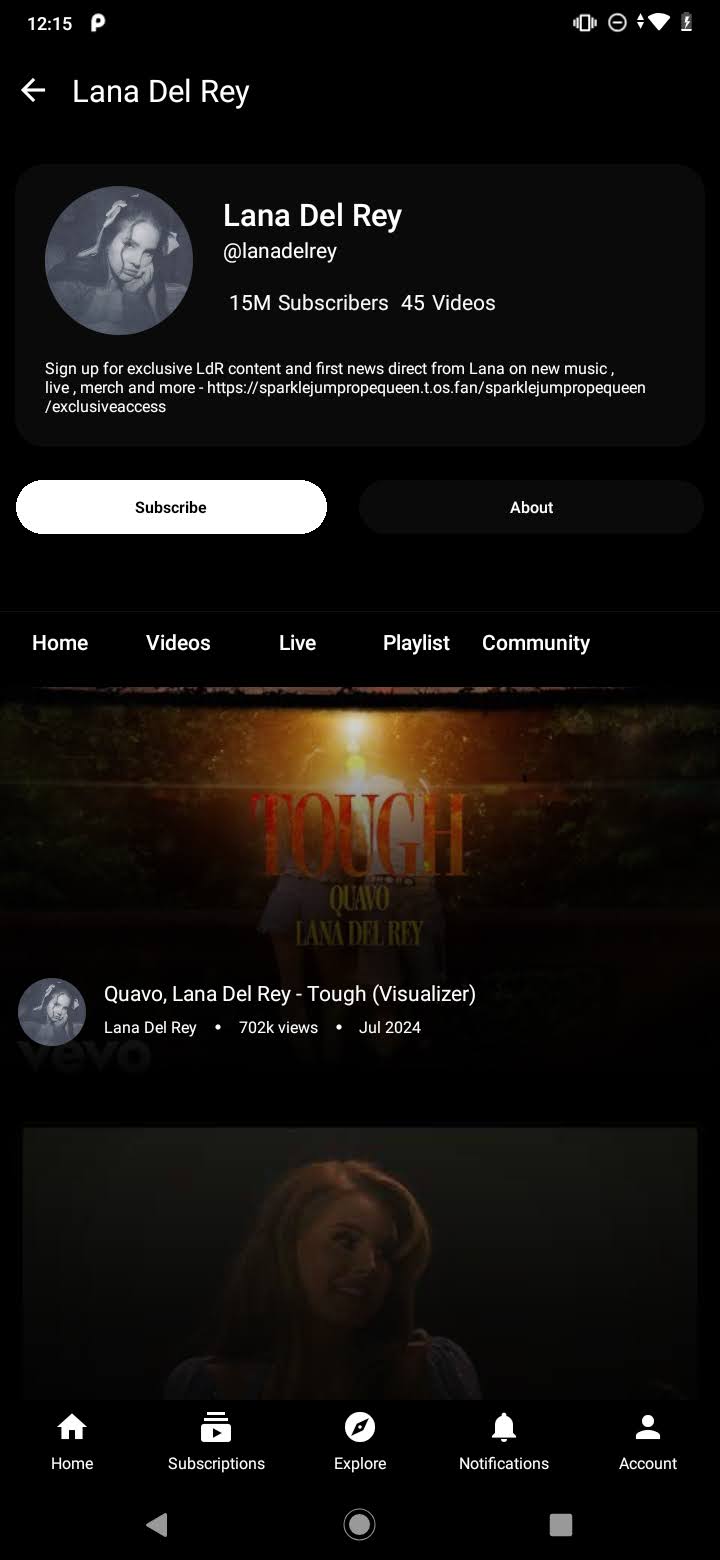 12:15
Lana Del Rey
Lana Del Rey
@lanadelrey
15M Subscribers 45 Videos
Sign up for exclusive LdR content and first news direct from Lana on new music ,
live , merch and more - https://sparklejumpropequeen.t.os.fan/sparklejumpropequeen
/exclusiveaccess
Subscribe About
Home Videos Live Playlist Community
TOUGH
QUAVO
LANA DEL REY
Quavo, Lana Del Rey - Tough (Visualizer)
Lana Del Rey • 702k views • Jul 2024
vevo
Home Subscriptions Explore Notifications Account